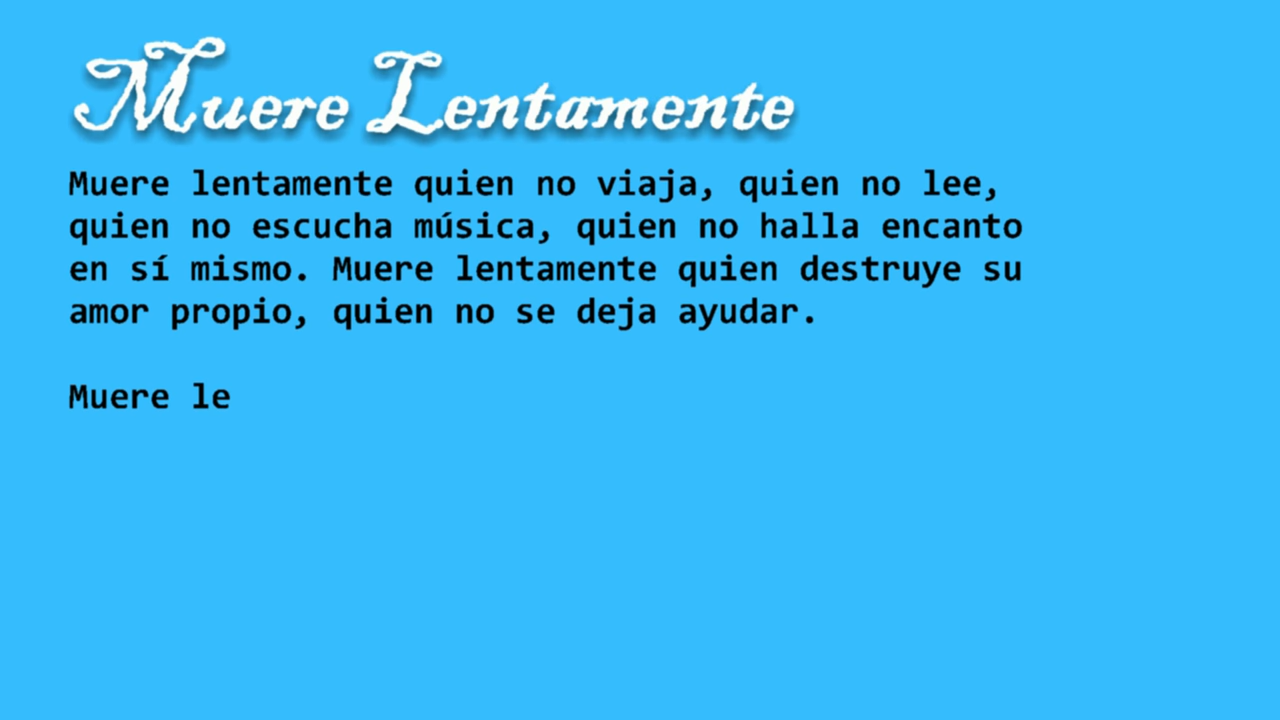 Muere Lentamente
Muere lentamente quien no viaja, quien no lee,
quien no escucha música, quien no halla encanto
en sí mismo. Muere lentamente quien destruye su
amor propio, quien no se deja ayudar.
Muere le